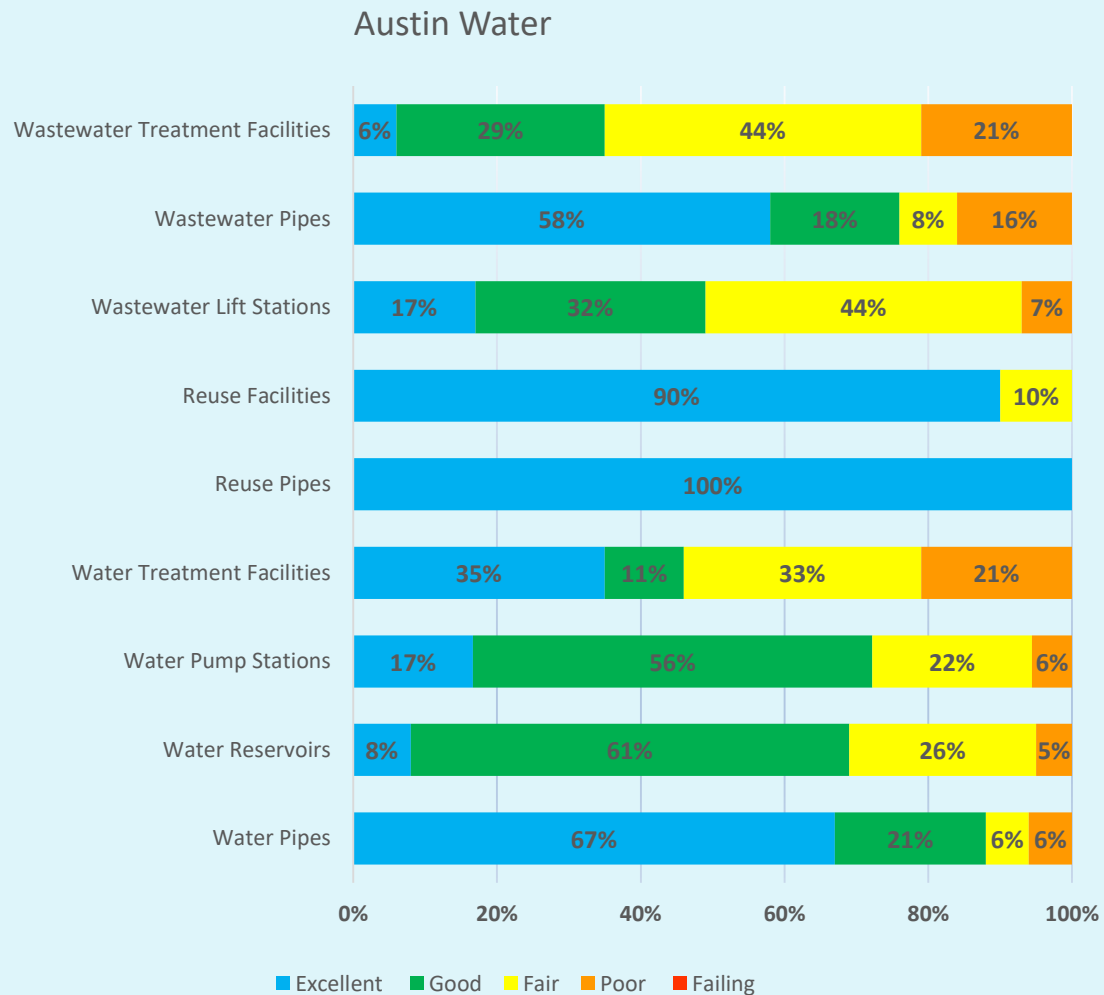 Austin Water
Wastewater Treatment Facilities 6% 29% 44% 21%
Wastewater Pipes 58% 18% 8% 16%
Wastewater Lift Stations 17% 32% 44% 7%
Reuse Facilities 90% 10%
Reuse Pipes 100%
Water Treatment Facilities 35% 11% 33% 21%
Water Pump Stations 17% 56% 22% 6%
Water Reservoirs 8% 61% 26% 5%
Water Pipes 67% 21% 6% 6%
0% 20% 40% 60% 80% 100%
Excellent Good Fair Poor Failing